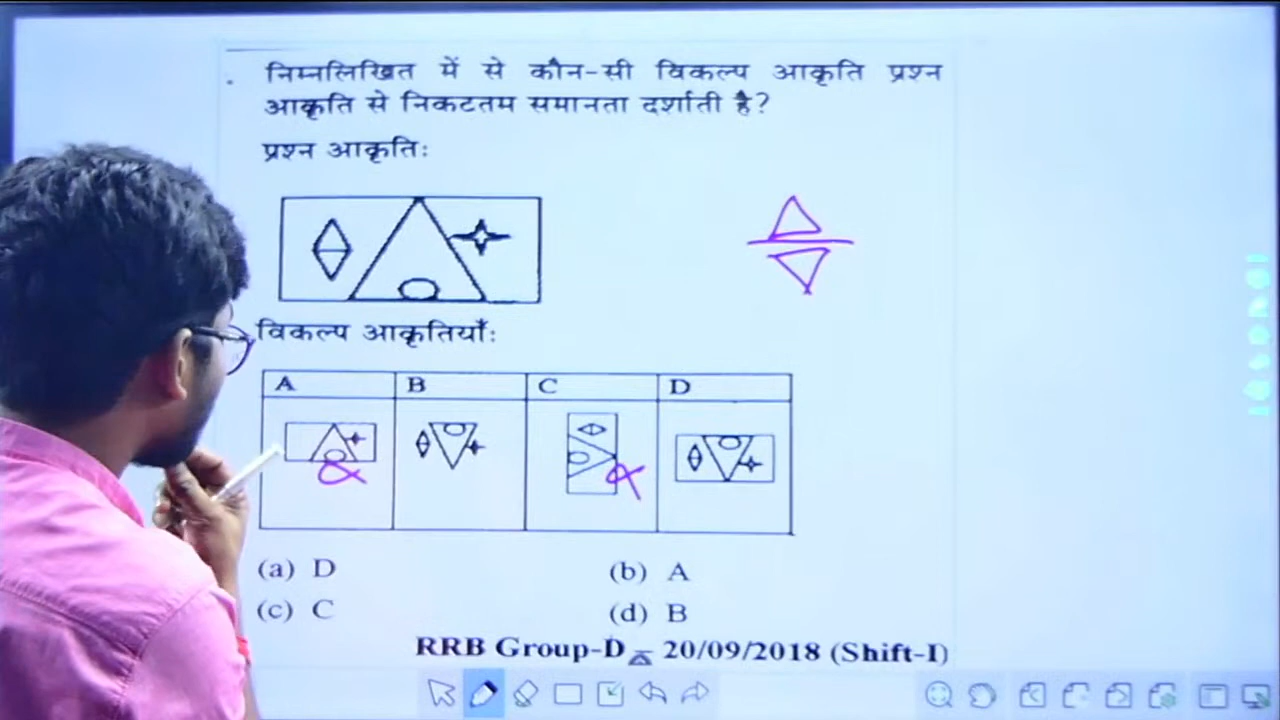 निम्नलिखित में से कौन-सी विकल्प आकृति प्रश्न
आकृति से निकटतम समानता दर्शाती है?
प्रश्न आकृति:
विकल्प आकृतियाँ:
A B C D
(a) D (b) A
(c) C (d) B
RRB Group-D 20/09/2018 (Shift-I)